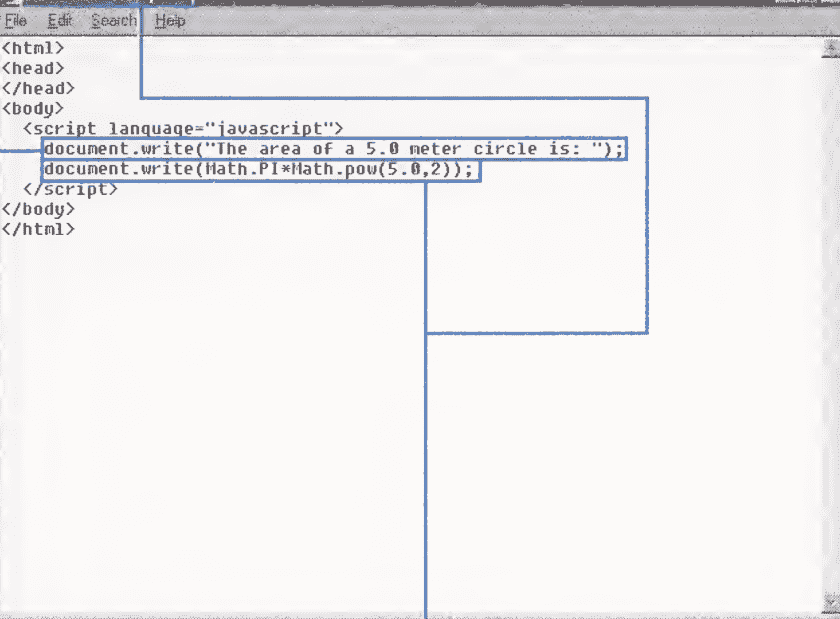 File Edit Search Help
<html>
<head>
</head>
<body>
<script language="javascript">
document.write("The area of a 5.0 meter circle is: ");
document.write(Math.PI*Math.pow(5.0,2));
</script>
</body>
</html>